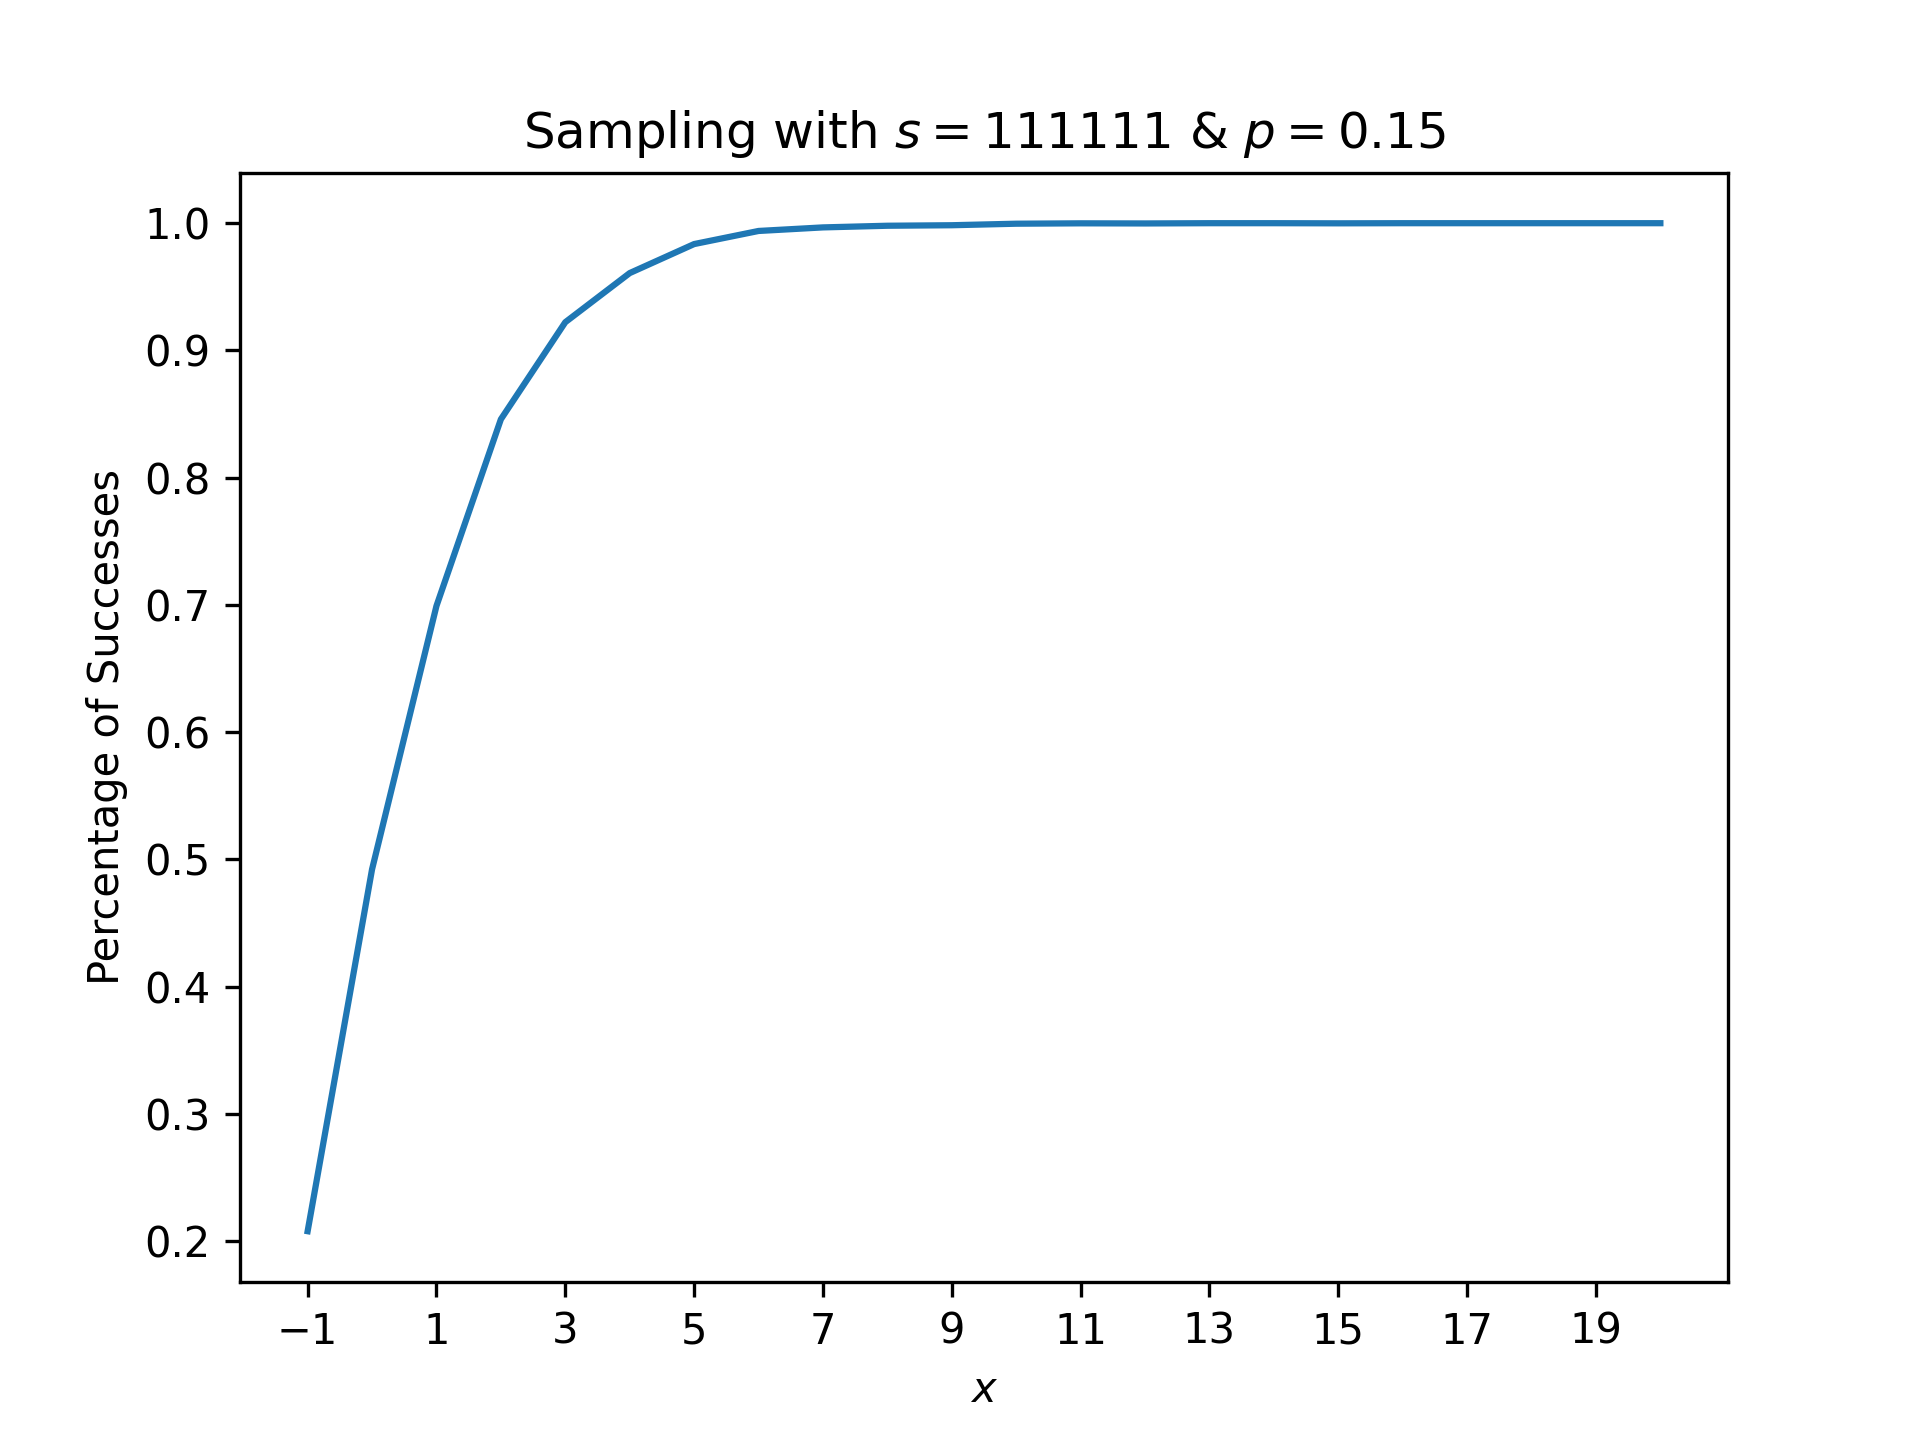 Sampling with s = 111111 & p = 0.15
Percentage of Successes
1.0
0.9
0.8
0.7
0.6
0.5
0.4
0.3
0.2
−1 1 3 5 7 9 11 13 15 17 19
x